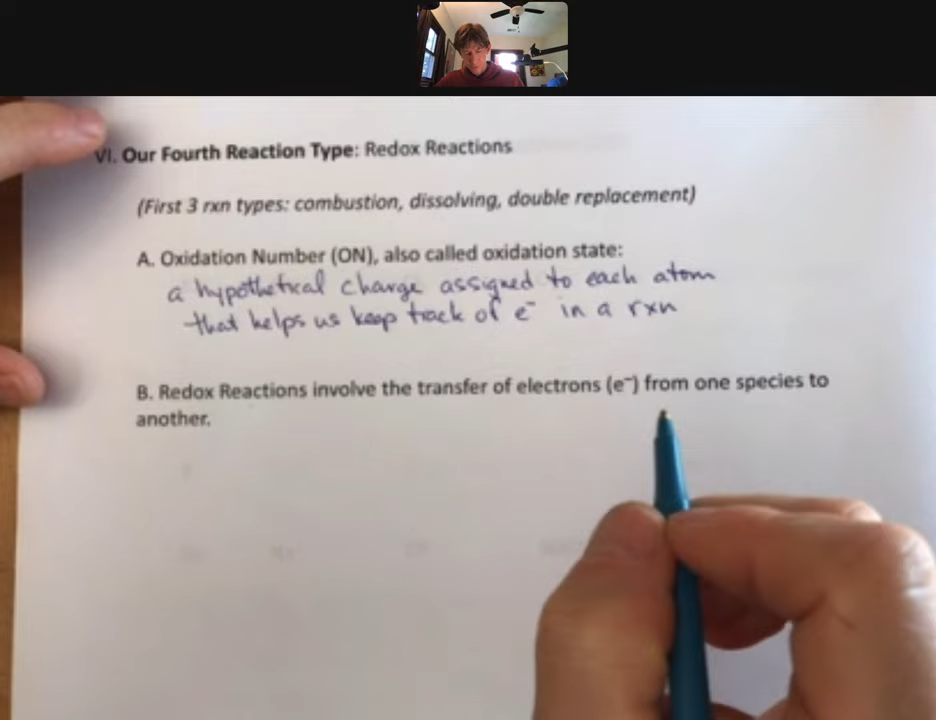 VI. Our Fourth Reaction Type: Redox Reactions
(First 3 rxn types: combustion, dissolving, double replacement)
A. Oxidation Number (ON), also called oxidation state:
a hypothetical charge assigned to each atom
that helps us keep track of e⁻ in a rxn
B. Redox Reactions involve the transfer of electrons (e⁻) from one species to
another.